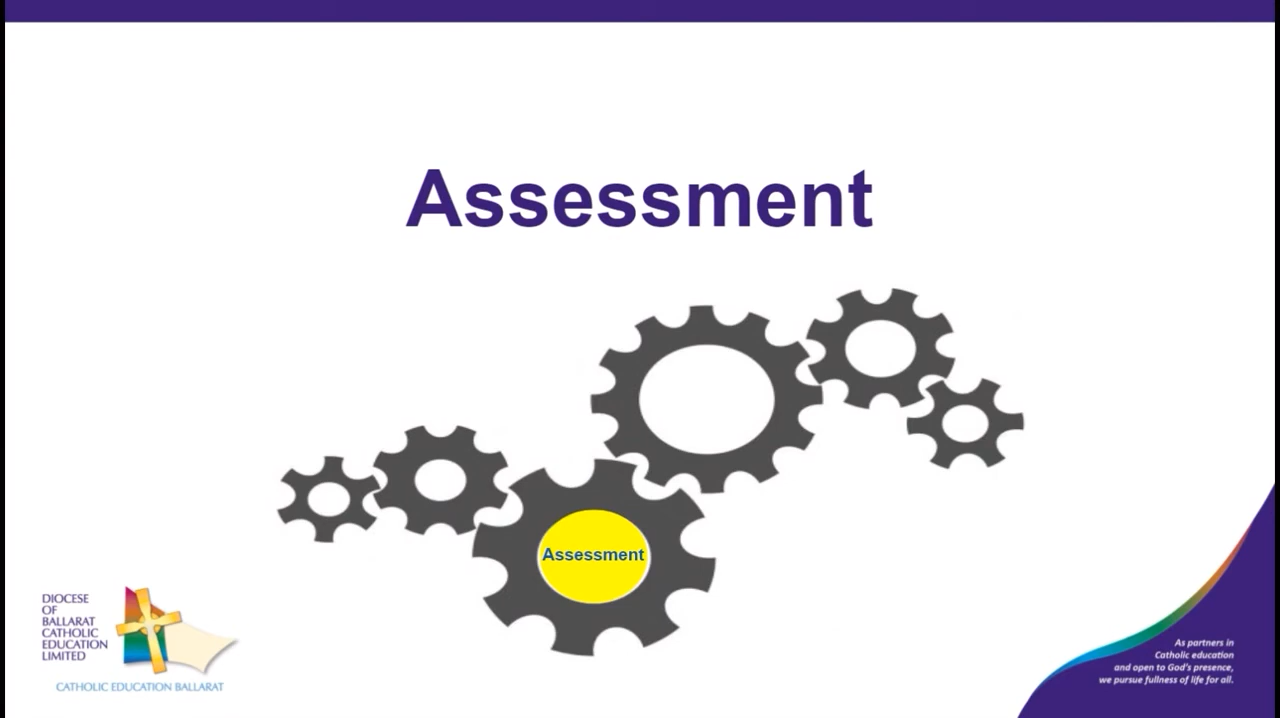 Assessment
Assessment
DIOCESE
OF
BALLARAT
CATHOLIC
EDUCATION
LIMITED
CATHOLIC EDUCATION BALLARAT
As partners in
Catholic education
and open to God's presence,
we pursue fullness of life for all.